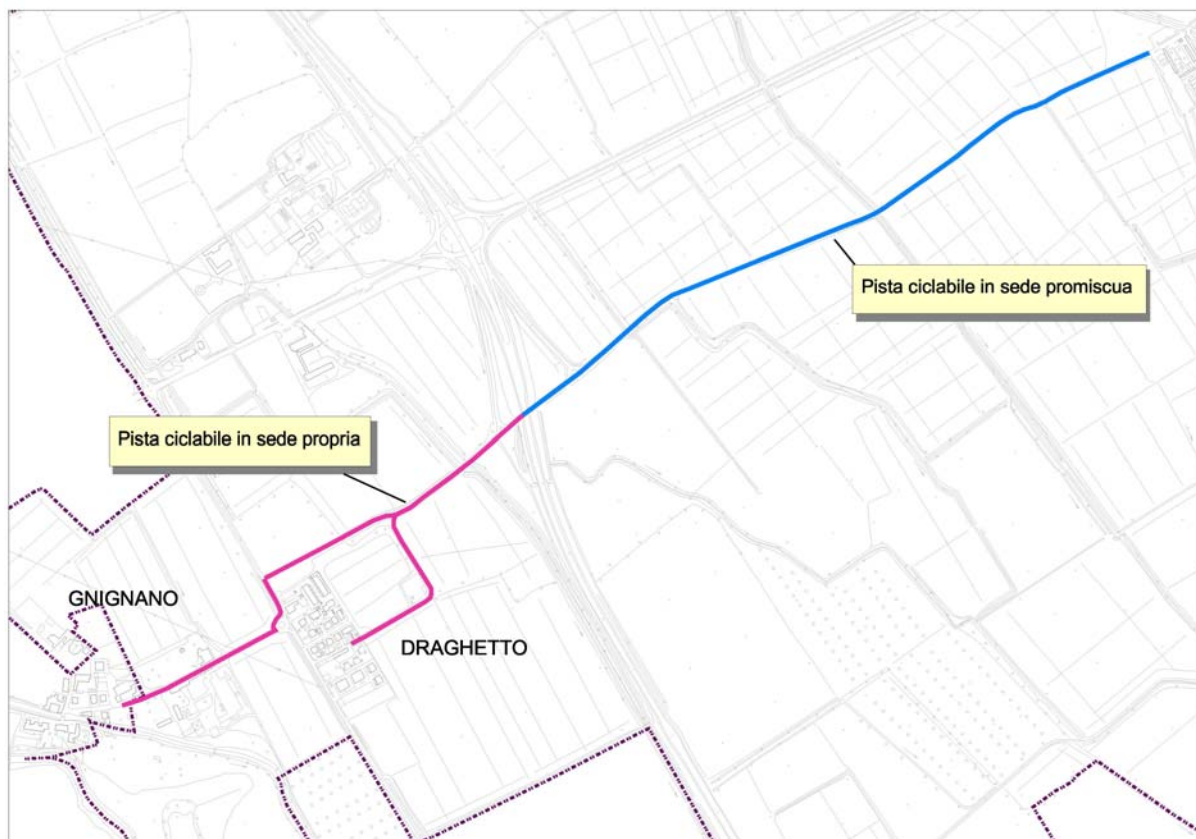 Pista ciclabile in sede promiscua
Pista ciclabile in sede propria
GNIGNANO
DRAGHETTO